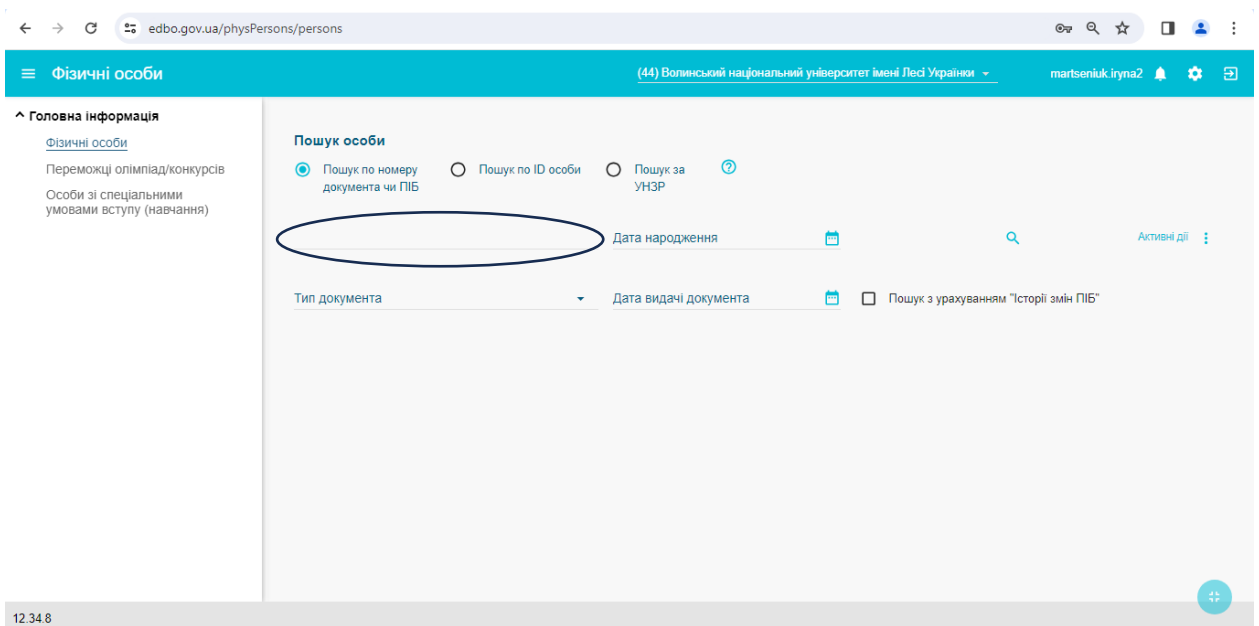 edbo.gov.ua/physPersons/persons
Фізичні особи
(44) Волинський національний університет імені Лесі Українки
martseniuk.iryna2
Головна інформація
Фізичні особи
Переможці олімпіад/конкурсів
Особи зі спеціальними
умовами вступу (навчання)
Пошук особи
Пошук по номеру
документа чи ПІБ
Пошук по ID особи
Пошук за
УНЗР
Дата народження
Активні дії
Тип документа
Дата видачі документа
Пошук з урахуванням "Історії змін ПІБ"
12.34.8